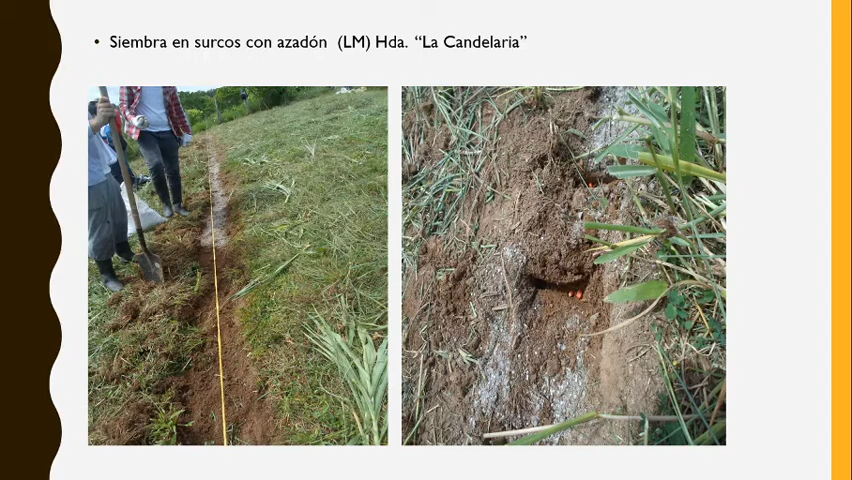 • Siembra en surcos con azadón (LM) Hda. “La Candelaria”